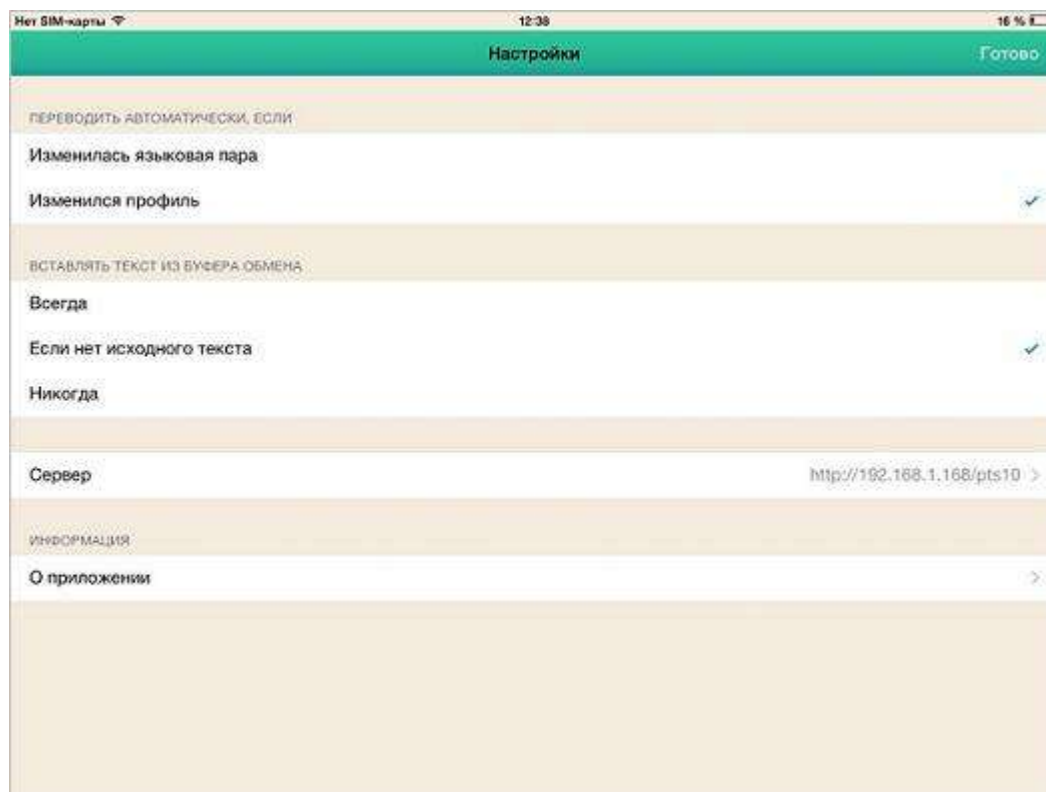 Нет SIM-карты 12:38 16 %
Настройки Готово
ПЕРЕВОДИТЬ АВТОМАТИЧЕСКИ, ЕСЛИ
Изменилась языковая пара
Изменился профиль
ВСТАВЛЯТЬ ТЕКСТ ИЗ БУФЕРА ОБМЕНА
Всегда
Если нет исходного текста
Никогда
Сервер http://192.168.1.168/pts10
ИНФОРМАЦИЯ
О приложении